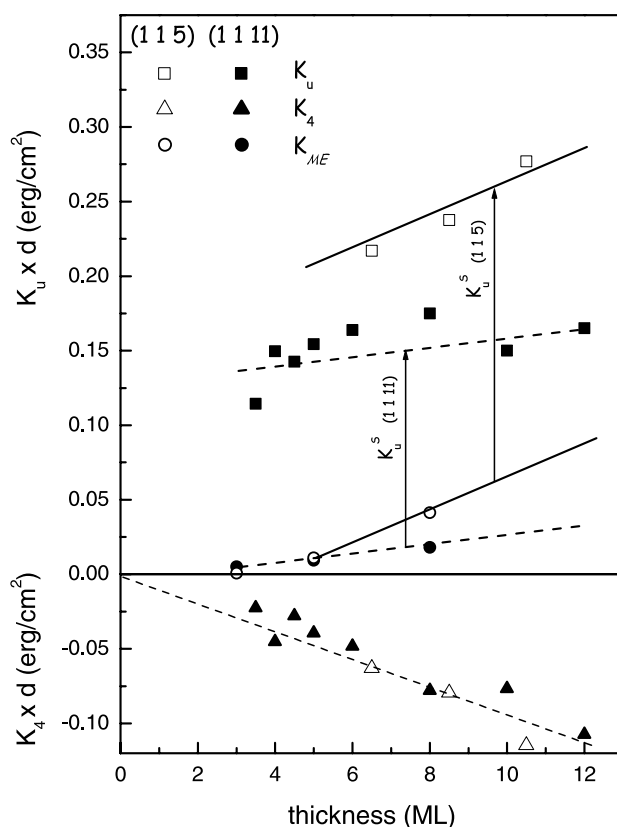 (1 1 5) (1 1 11)
K_u
K_4
K_ME
0.35
0.30
0.25
0.20
0.15
0.10
0.05
0.00
-0.05
-0.10
K_u x d (erg/cm²)
K_4 x d (erg/cm²)
K_u^S (1 1 5)
K_u^S (1 1 11)
0 2 4 6 8 10 12
thickness (ML)